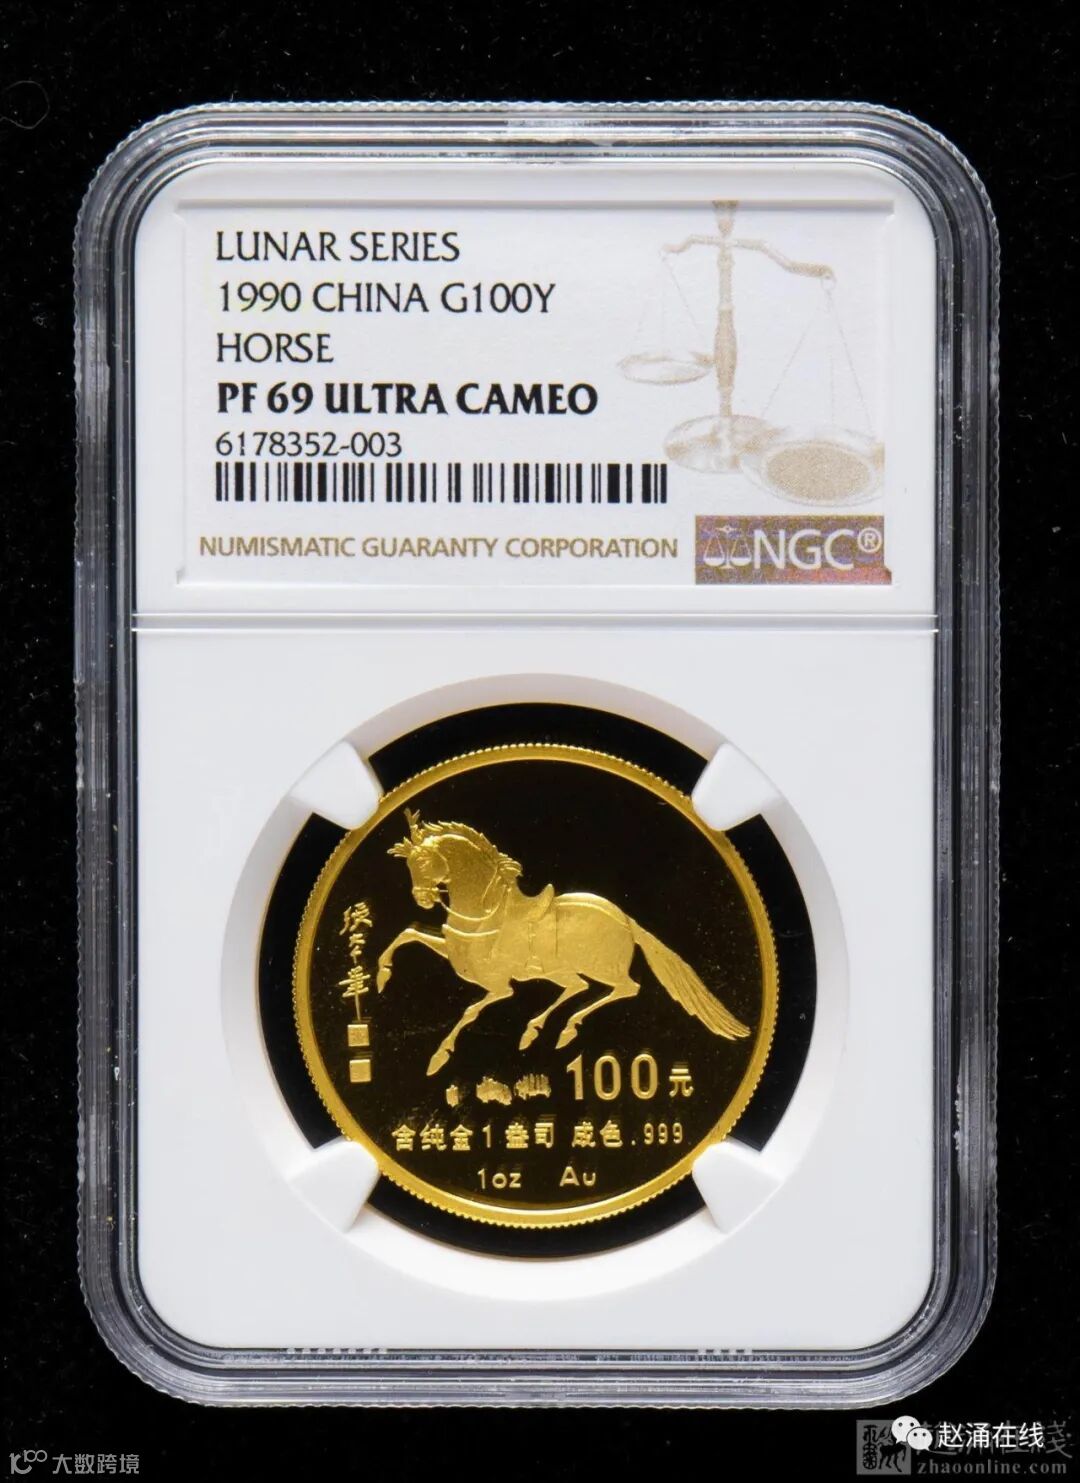 LUNAR SERIES
1990 CHINA G100Y
HORSE
PF 69 ULTRA CAMEO
6178352-003
NUMISMATIC GUARANTY CORPORATION
NGC®
100元
含纯金1盎司 成色.999
1oz Au
大数跨境
赵涌在线
zhaoonline.com